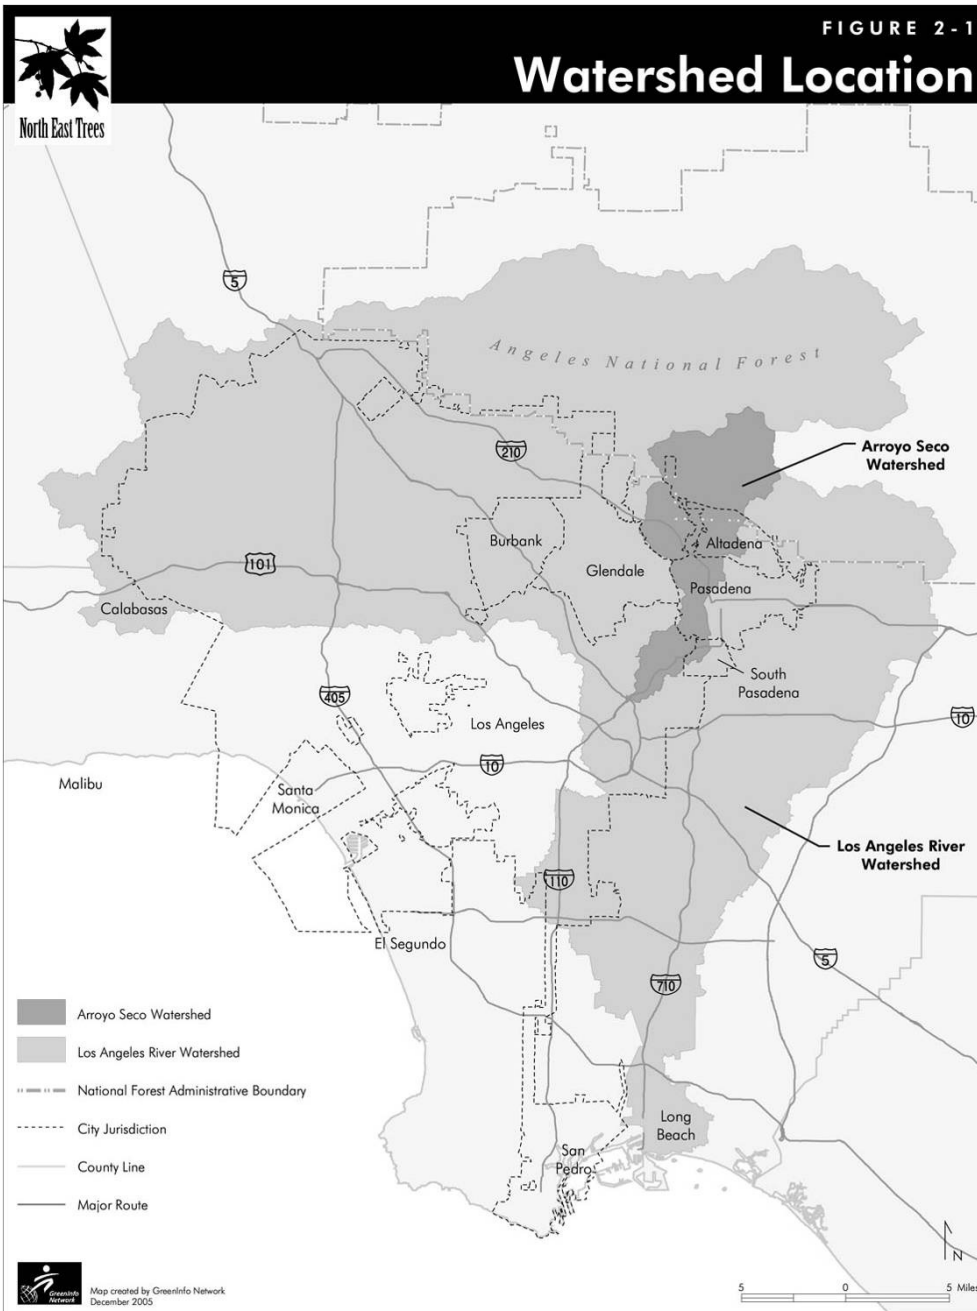 FIGURE 2-1
Watershed Location
North East Trees
5
Angeles National Forest
Arroyo Seco
Watershed
210
Burbank
Altadena
101
Glendale
Pasadena
Calabasas
South
Pasadena
405
Los Angeles
10
10
Malibu
Santa
Monica
Los Angeles River
Watershed
110
El Segundo
5
710
Arroyo Seco Watershed
Los Angeles River Watershed
National Forest Administrative Boundary
City Jurisdiction
County Line
Major Route
Long
Beach
San
Pedro
N
GreenInfo
Network
Map created by GreenInfo Network
December 2005
5 0 5 Miles